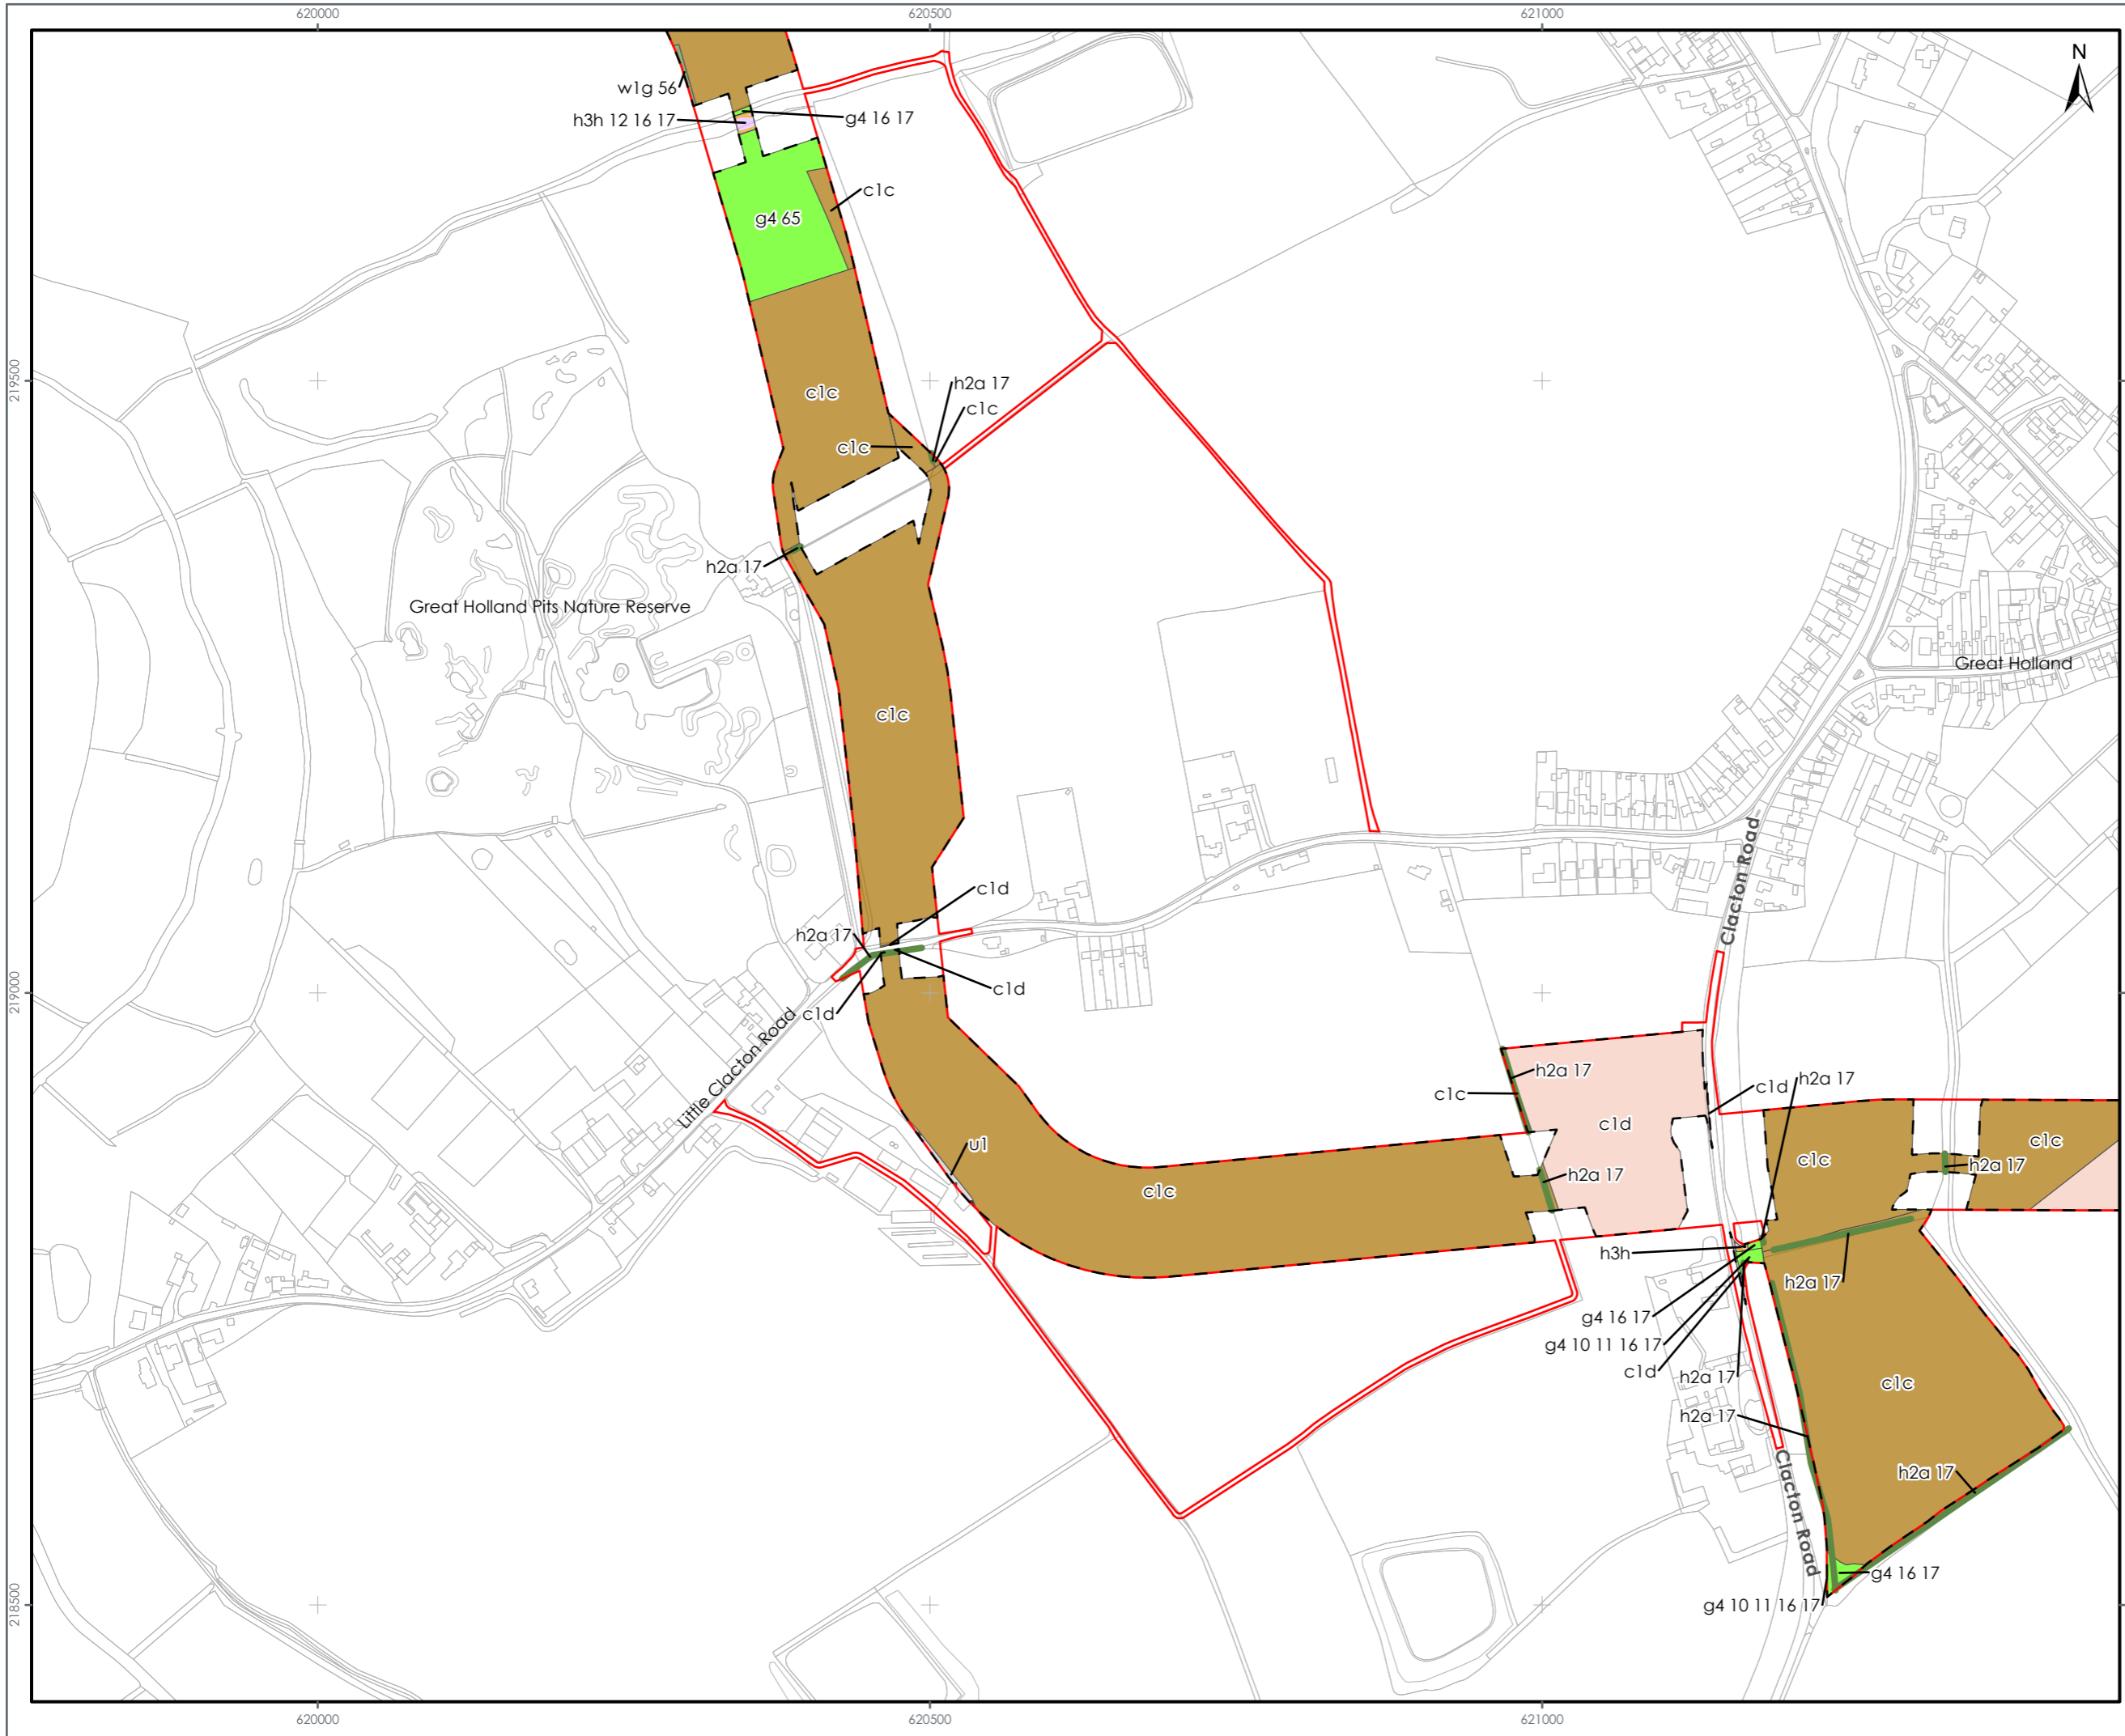 620000
620500
621000
N
w1g 56
h3h 12 16 17
g4 16 17
c1c
g4 65
219500
h2a 17
c1c
c1c
c1c
h2a 17
Great Holland Pits Nature Reserve
Great Holland
c1c
Clacton Road
c1d
h2a 17
c1d
219000
c1d
Little Clacton Road
h2a 17
c1c
c1d
h2a 17
c1d
c1c
u1
c1c
h2a 17
h2a 17
c1c
c1c
h3h
h2a 17
g4 16 17
g4 10 11 16 17
c1d
h2a 17
c1c
h2a 17
h2a 17
Clacton Road
g4 16 17
g4 10 11 16 17
218500
620000
620500
621000